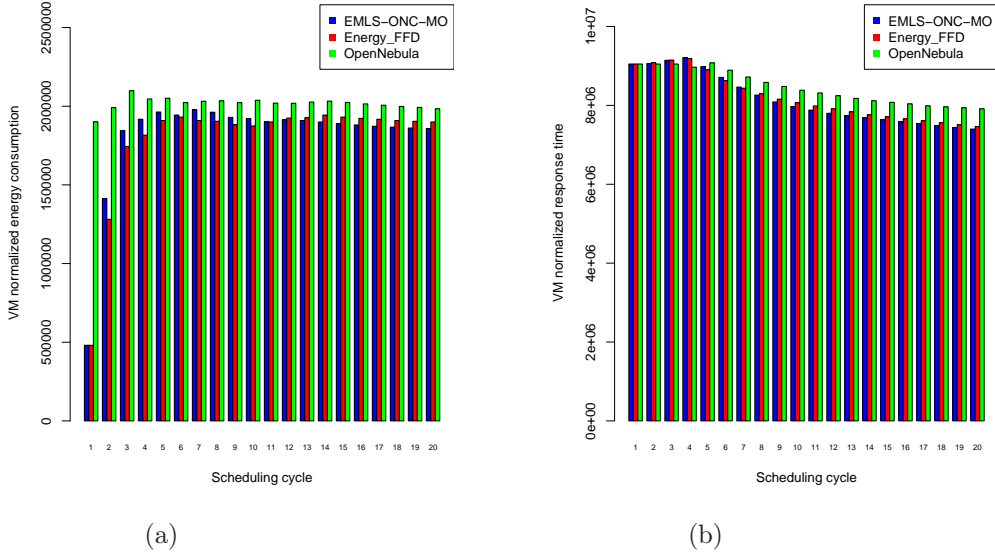 VM normalized energy consumption
0 500000 1000000 1500000 2000000 2500000
EMLS−ONC−MO
Energy_FFD
OpenNebula
1 2 3 4 5 6 7 8 9 10 11 12 13 14 15 16 17 18 19 20
Scheduling cycle
(a)
VM normalized response time
0e+00 2e+06 4e+06 6e+06 8e+06 1e+07
EMLS−ONC−MO
Energy_FFD
OpenNebula
1 2 3 4 5 6 7 8 9 10 11 12 13 14 15 16 17 18 19 20
Scheduling cycle
(b)